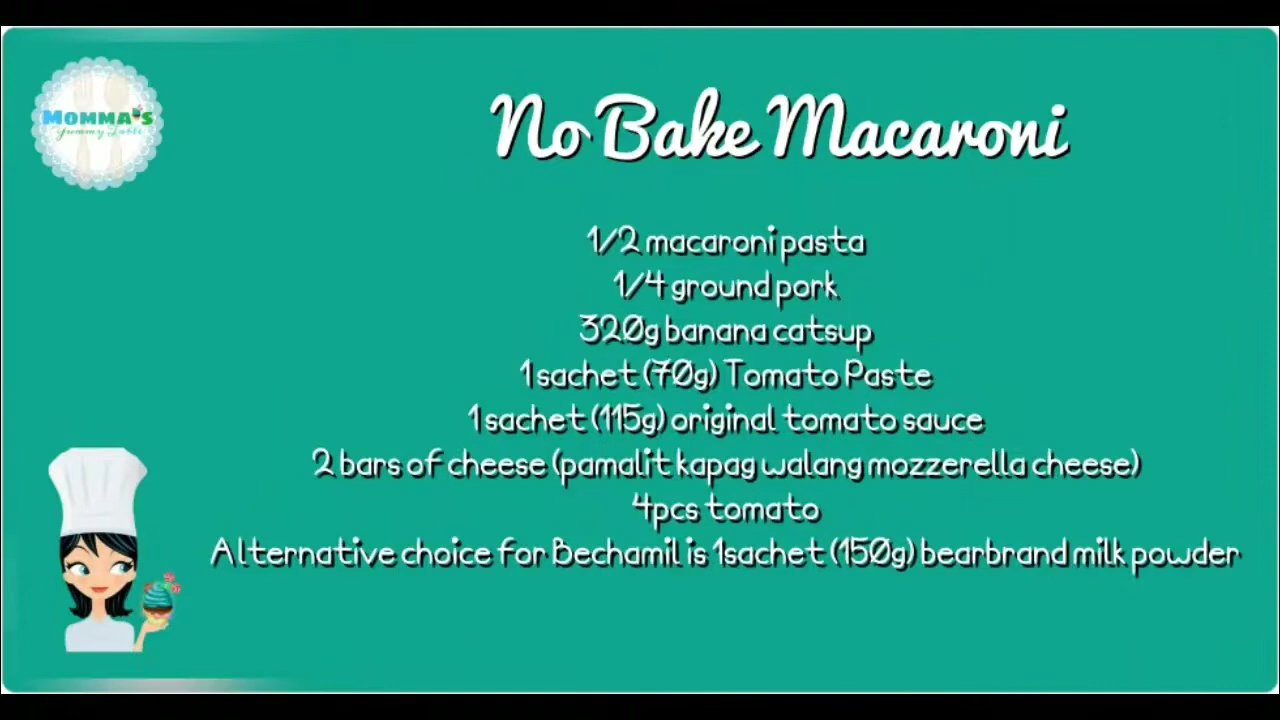 MOMMA'S
Yummy Table
No Bake Macaroni
1/2 macaroni pasta
1/4 ground pork
320g banana catsup
1 sachet (70g) Tomato Paste
1 sachet (115g) original tomato sauce
2 bars of cheese (pamalit kapag walang mozzerella cheese)
4pcs tomato
Alternative choice for Bechamil is 1sachet (150g) bearbrand milk powder